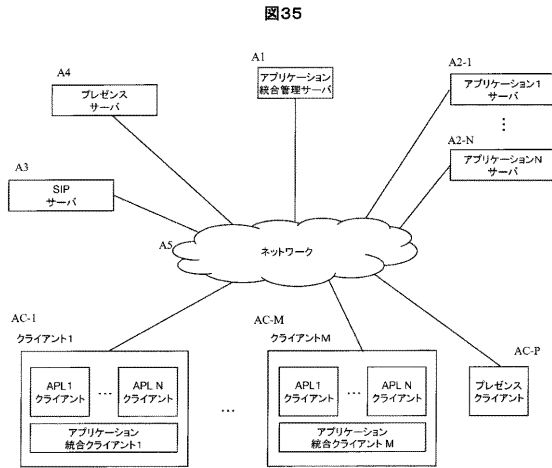 図35
A4
プレゼンス
サーバ
A1
アプリケーション
統合管理サーバ
A2-1
アプリケーション1
サーバ
⋮
A2-N
アプリケーションN
サーバ
A3
SIP
サーバ
A5
ネットワーク
AC-1
クライアント1
APL1
クライアント
…
APL N
クライアント
アプリケーション
統合クライアント1
…
AC-M
クライアントM
APL1
クライアント
…
APL N
クライアント
アプリケーション
統合クライアント M
AC-P
プレゼンス
クライアント